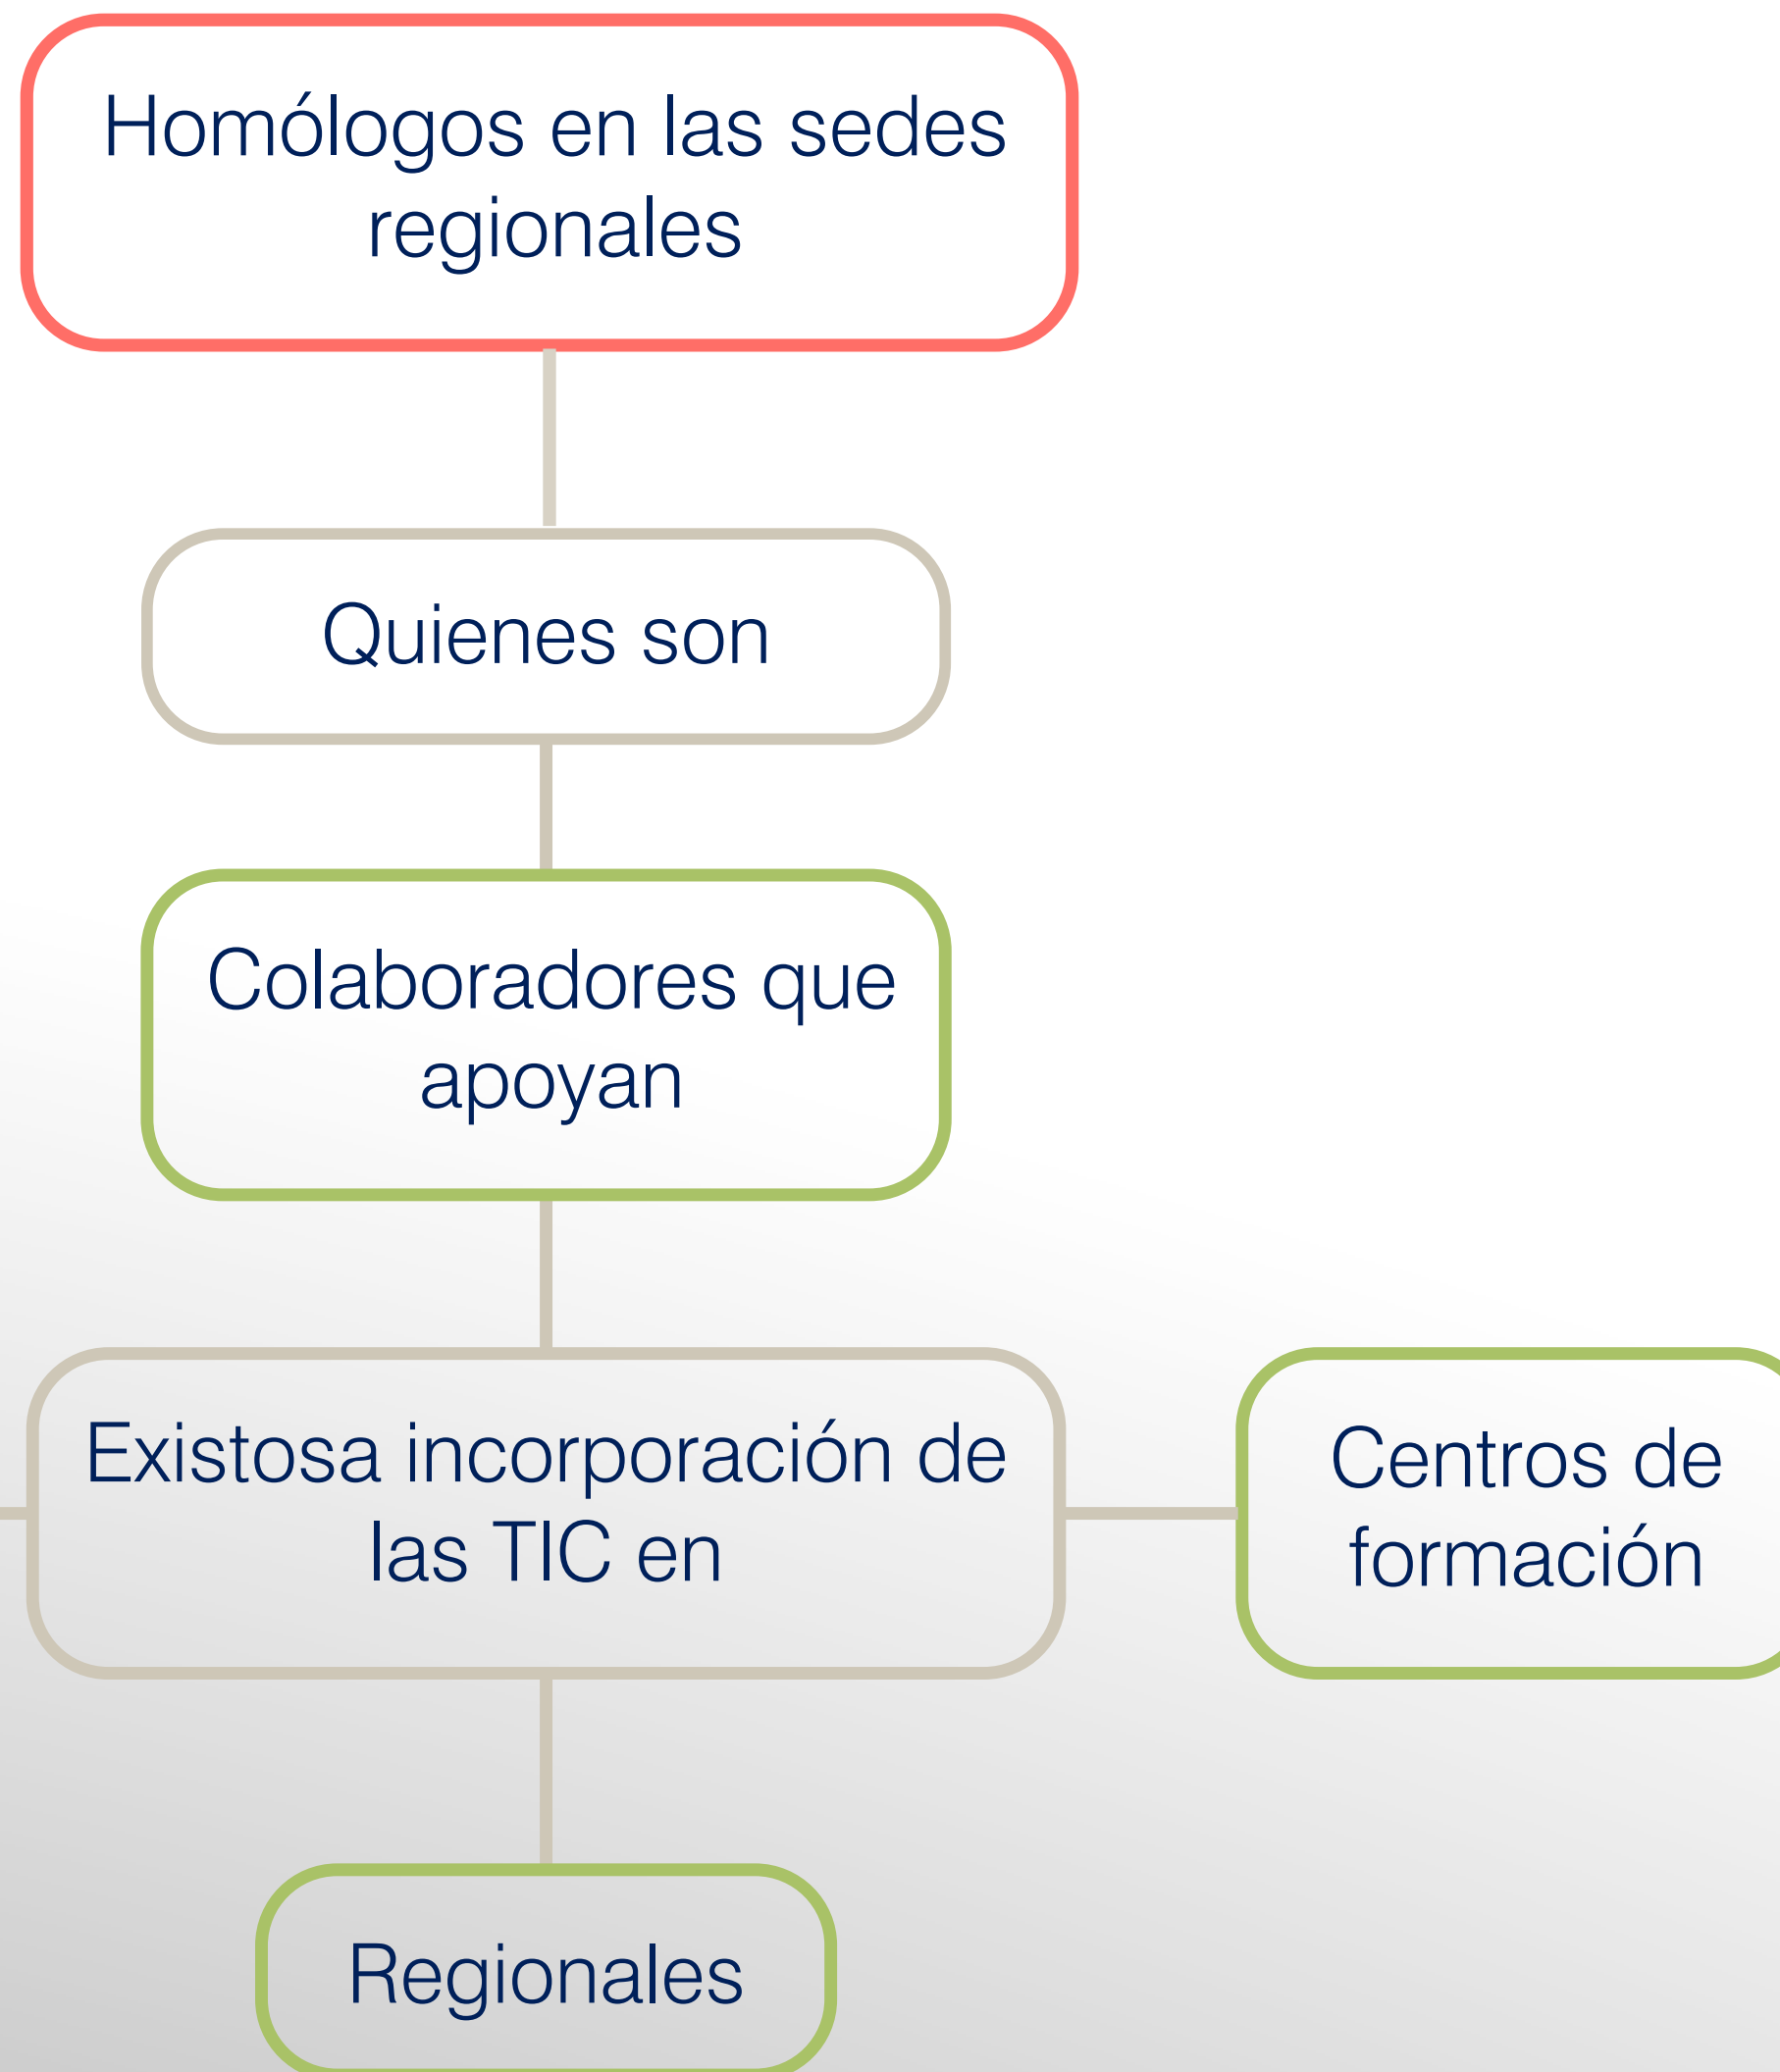 Homólogos en las sedes
regionales
Quienes son
Colaboradores que
apoyan
Existosa incorporación de
las TIC en
Centros de
formación
Regionales